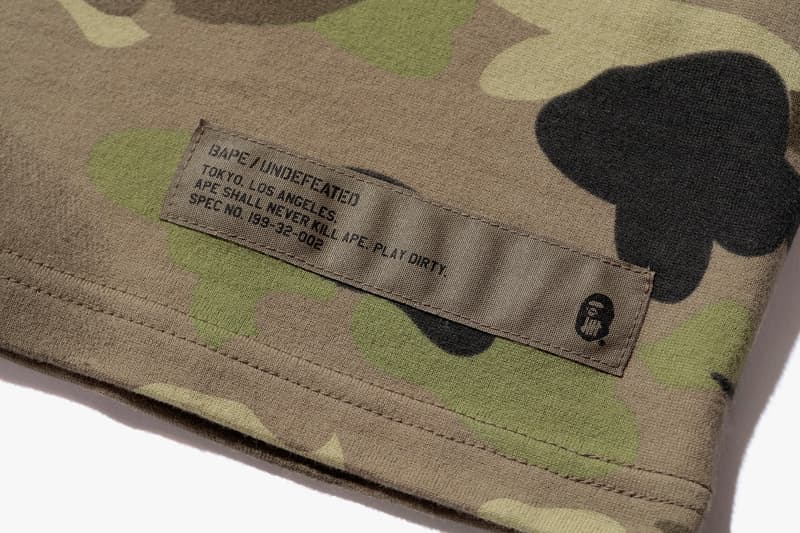 BAPE / UNDEFEATED
TOKYO. LOS ANGELES.
APE SHALL NEVER KILL APE. PLAY DIRTY.
SPEC NO. 199-32-002